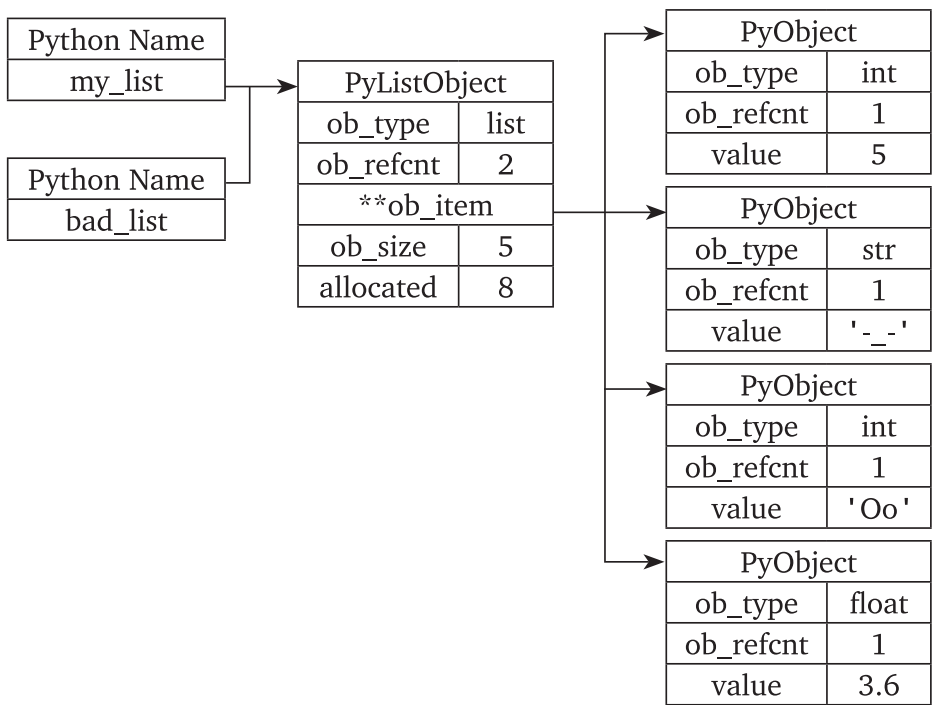 Python Name
my_list
Python Name
bad_list
PyListObject
ob_type list
ob_refcnt 2
**ob_item
ob_size 5
allocated 8
PyObject
ob_type int
ob_refcnt 1
value 5
PyObject
ob_type str
ob_refcnt 1
value '-_-'
PyObject
ob_type int
ob_refcnt 1
value 'Oo'
PyObject
ob_type float
ob_refcnt 1
value 3.6